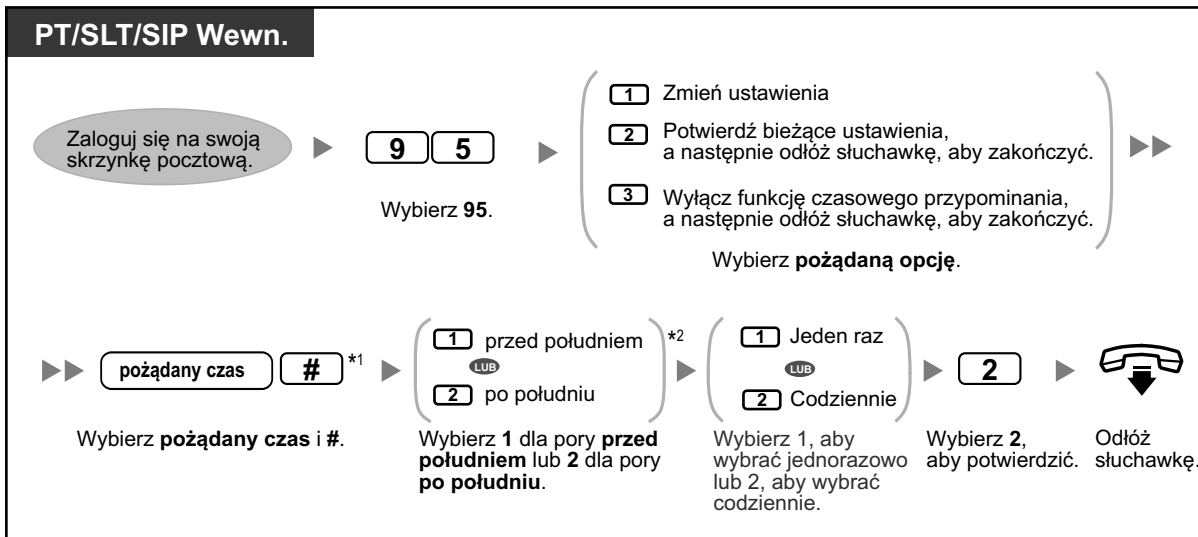 PT/SLT/SIP Wewn.
Zaloguj się na swoją
skrzynkę pocztową.
9 5
Wybierz 95.
1 Zmień ustawienia
2 Potwierdź bieżące ustawienia,
a następnie odłóż słuchawkę, aby zakończyć.
3 Wyłącz funkcję czasowego przypominania,
a następnie odłóż słuchawkę, aby zakończyć.
Wybierz pożądaną opcję.
pożądany czas # *1
Wybierz pożądany czas i #.
1 przed południem
LUB
2 po południu
*2
Wybierz 1 dla pory przed
południem lub 2 dla pory
po południu.
1 Jeden raz
LUB
2 Codziennie
Wybierz 1, aby
wybrać jednorazowo
lub 2, aby wybrać
codziennie.
2
Wybierz 2,
aby potwierdzić.
Odłóż
słuchawkę.